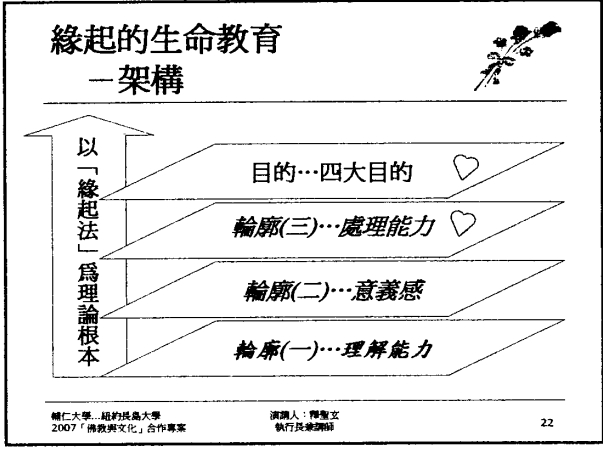 緣起的生命教育
－架構
以「緣起法」為理論根本
目的…四大目的
輪廓(三)…處理能力
輪廓(二)…意義感
輪廓(一)…理解能力
輔仁大學…紐約長島大學
2007「佛教與文化」合作專案
演講人：釋聖玄
執行長兼講師
22